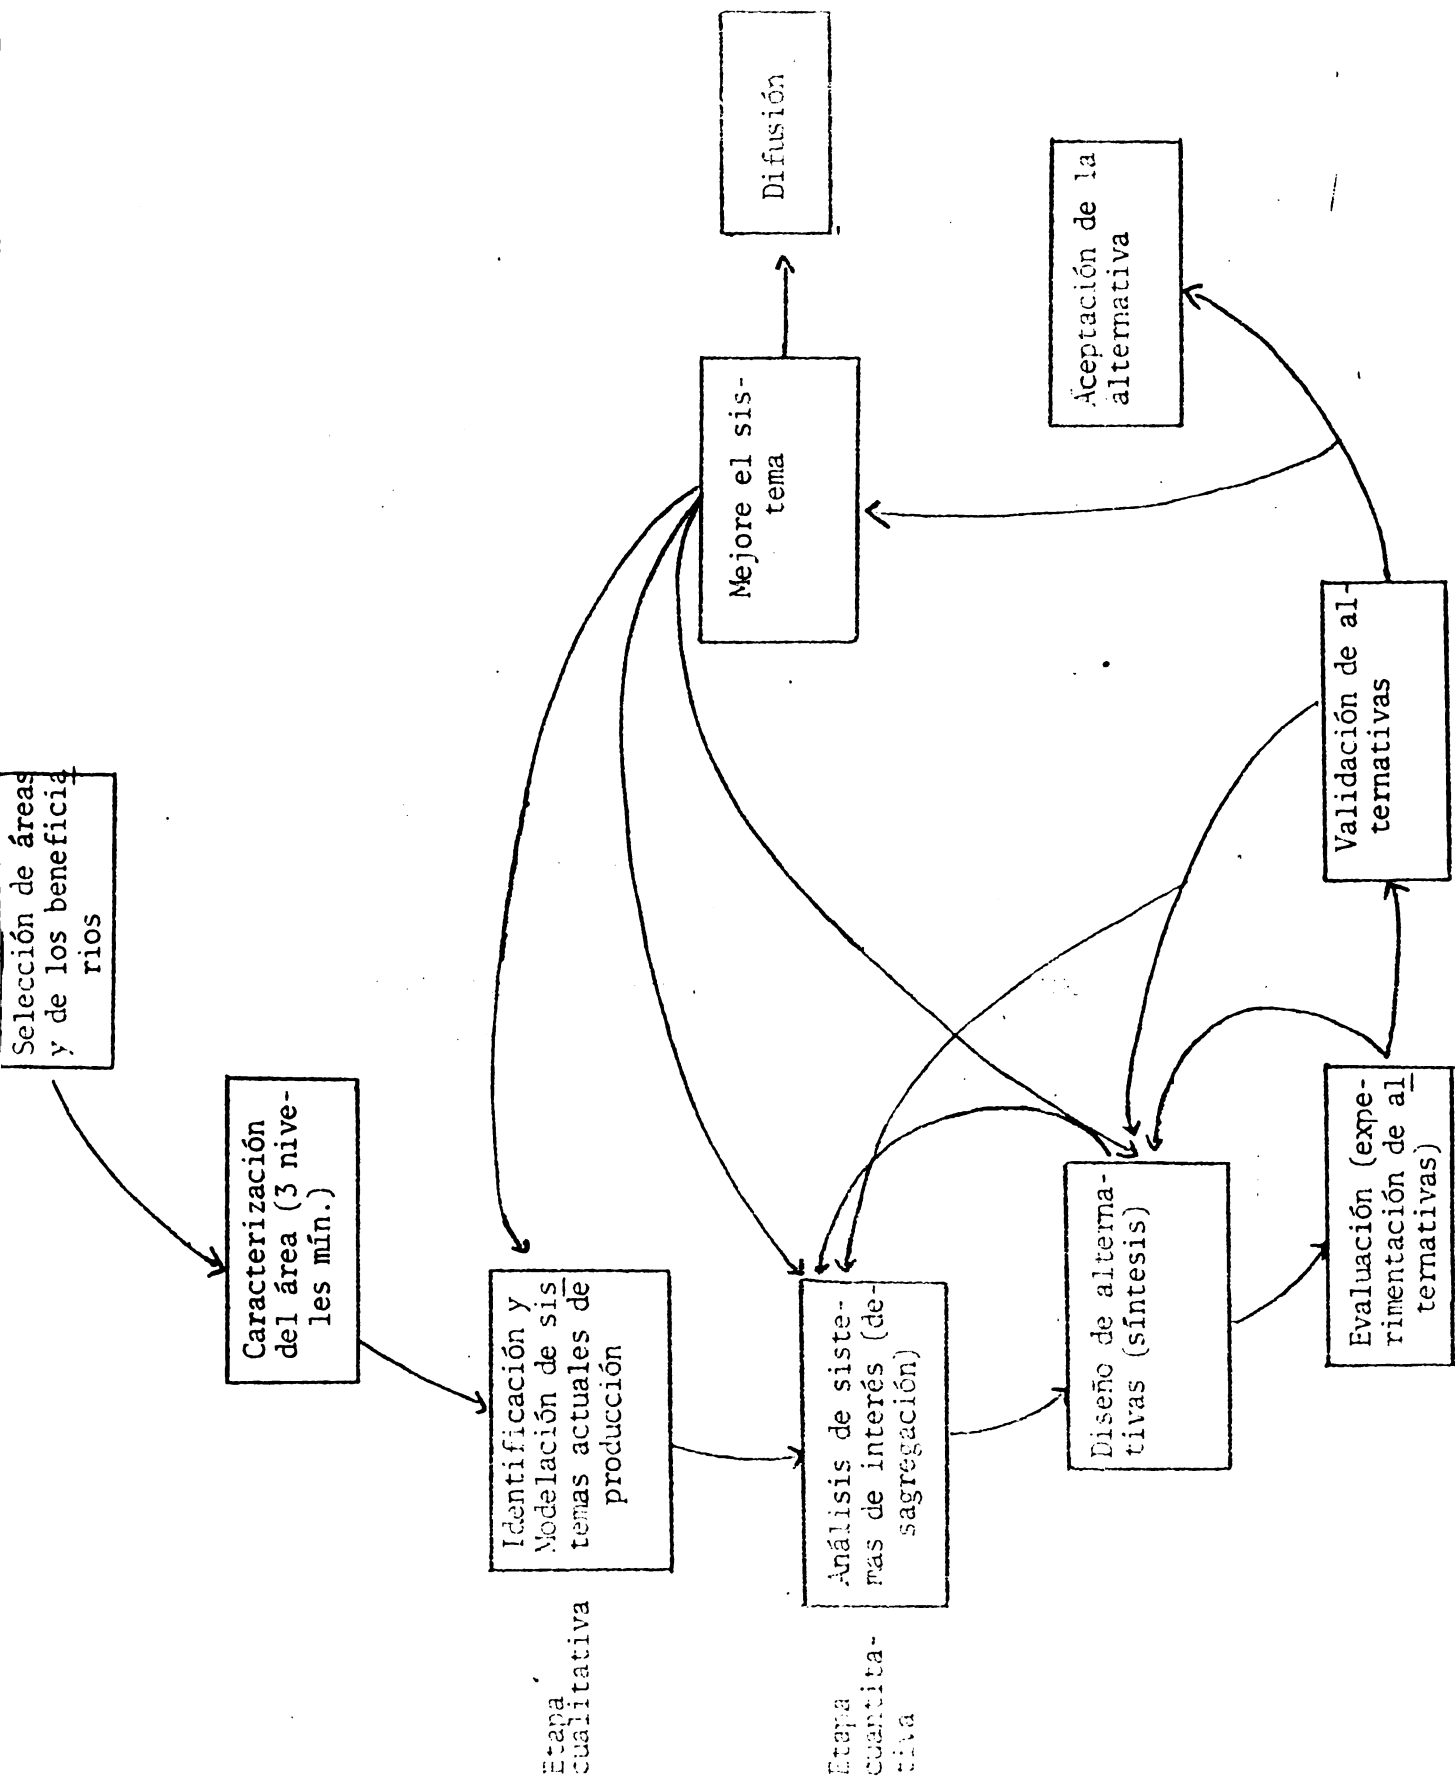 Selección de áreas
y de los beneficia
rios
Caracterización
del área (3 nive-
les mín.)
Etapa
cualitativa
Identificación y
Modelación de sis
temas actuales de
producción
Etapa
cuantita-
tiva
Análisis de siste-
mas de interés (de-
sagregación)
Diseño de alterna-
tivas (síntesis)
Evaluación (expe-
rimentación de al
ternativas)
Validación de al-
ternativas
Aceptación de la
alternativa
Mejore el sis-
tema
Difusión